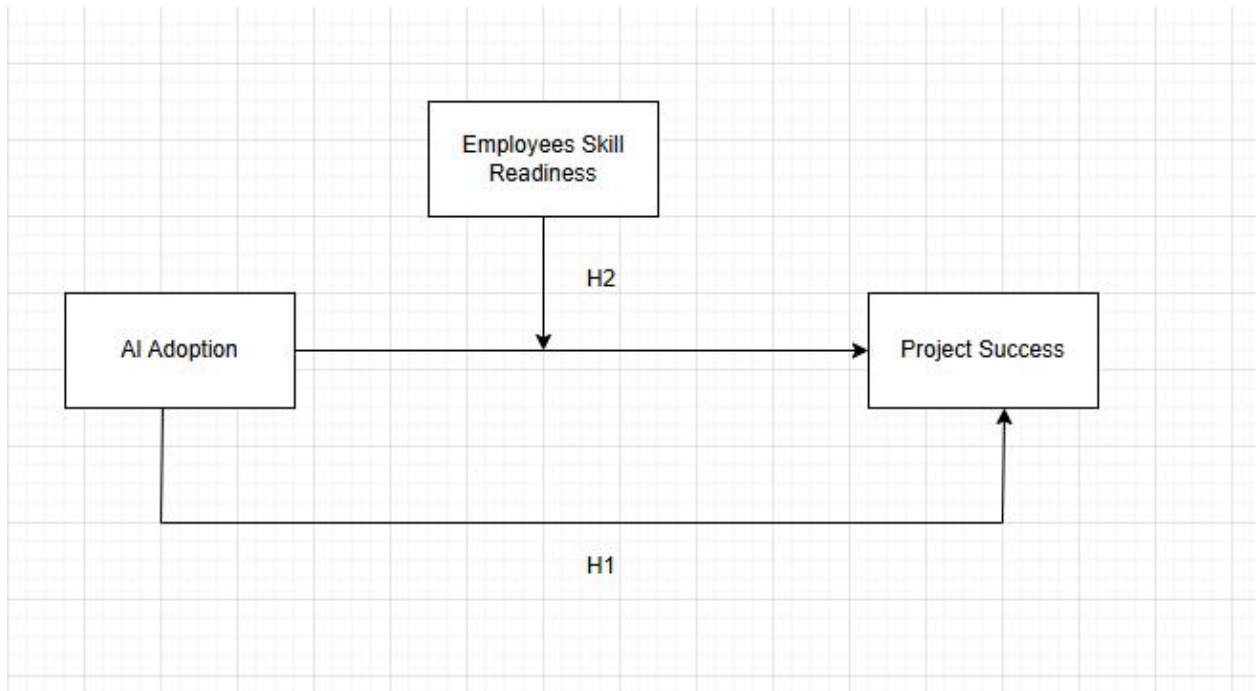 Employees Skill
Readiness
H2
AI Adoption
Project Success
H1